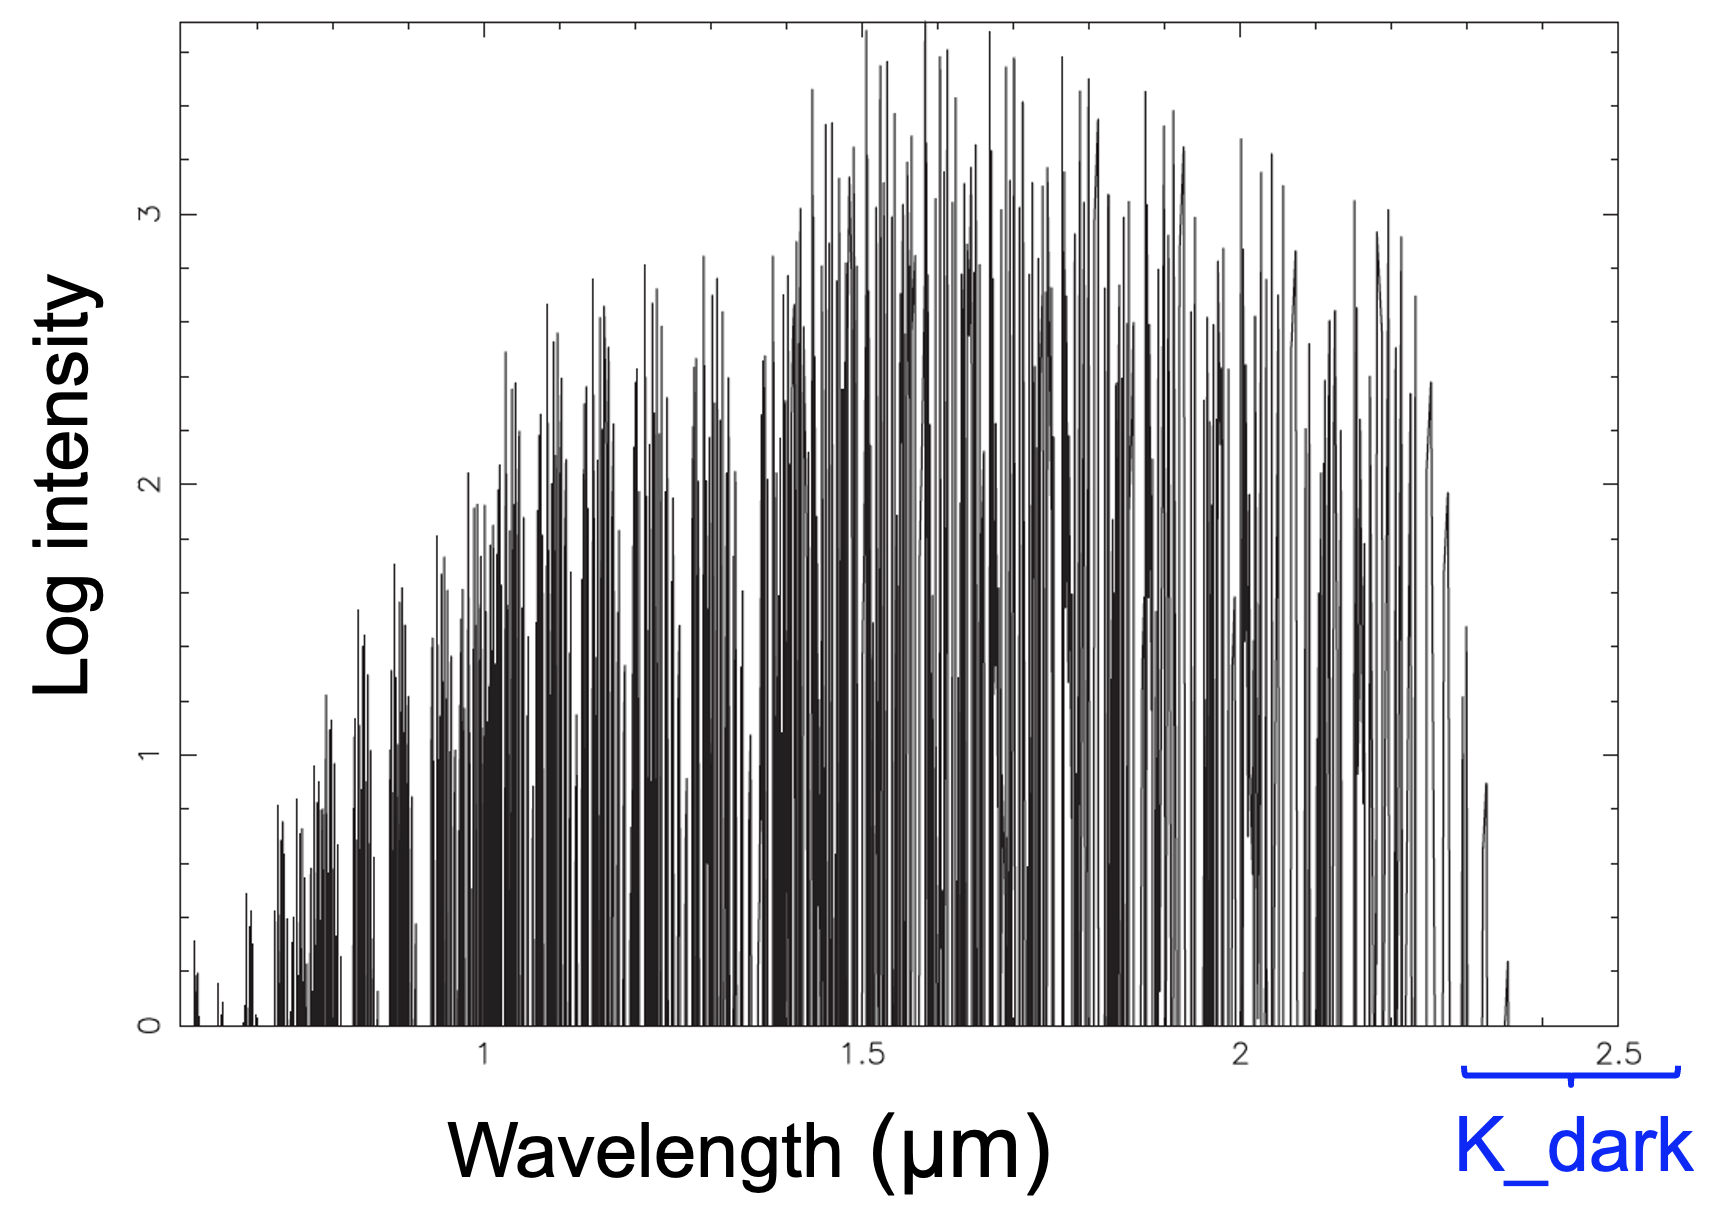 Log intensity
3
2
1
0
1 1.5 2 2.5
Wavelength (μm)
K_dark